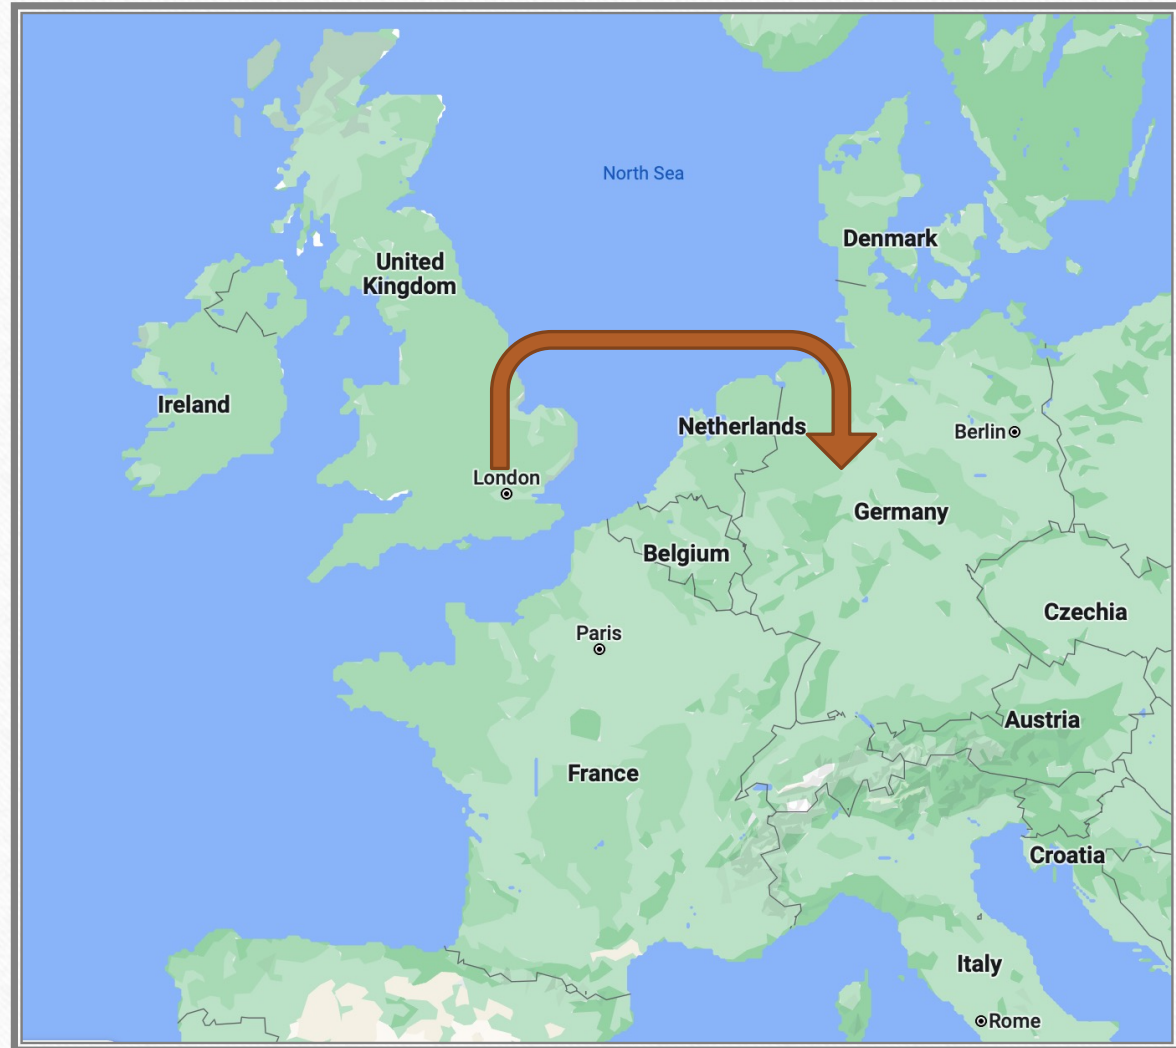 North Sea
Denmark
United
Kingdom
Ireland
Netherlands
Berlin
London
Germany
Belgium
Czechia
Paris
Austria
France
Croatia
Italy
Rome